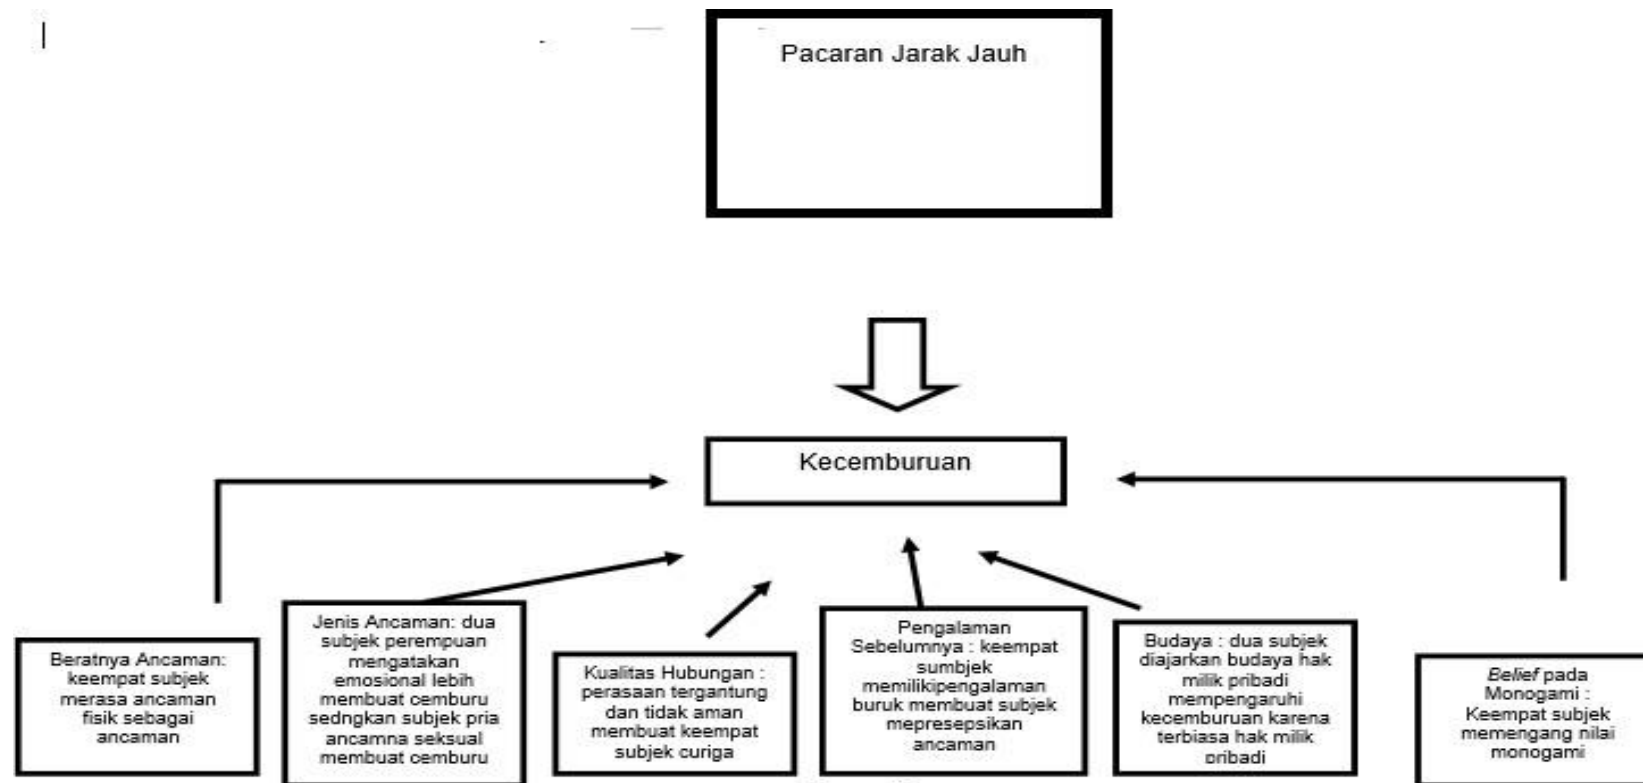 Pacaran Jarak Jauh
Kecemburuan
Beratnya Ancaman:
keempat subjek
merasa ancaman
fisik sebagai
ancaman
Jenis Ancaman: dua
subjek perempuan
mengatakan
emosional lebih
membuat cemburu
sedngkan subjek pria
ancamna seksual
membuat cemburu
Kualitas Hubungan :
perasaan tergantung
dan tidak aman
membuat keempat
subjek curiga
Pengalaman
Sebelumnya : keempat
sumbjek
memilikipengalaman
buruk membuat subjek
mepresepsikan
ancaman
Budaya : dua subjek
diajarkan budaya hak
milik pribadi
mempengaruhi
kecemburuan karena
terbiasa hak milik
pribadi
Belief pada
Monogami :
Keempat subjek
memengang nilai
monogami